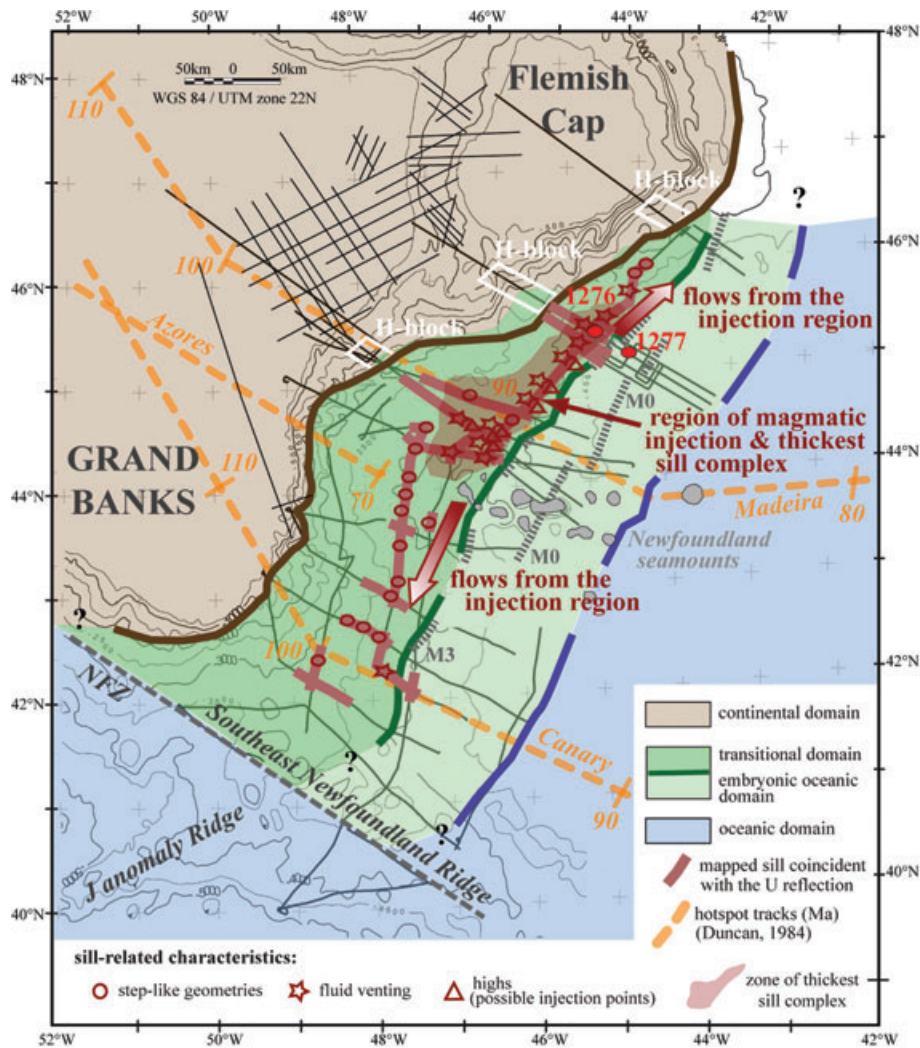 52°W
50°W
48°W
46°W
44°W
42°W
48°N
48°N
50km 0 50km
WGS 84 / UTM zone 22N
110
Flemish
Cap
H-block
?
46°N
46°N
100
H-block
1276
flows from the
injection region
Azores
H-block
1277
90
M0
region of magmatic
injection & thickest
sill complex
GRAND
BANKS
110
70
44°N
44°N
Madeira
80
Newfoundland
seamounts
M0
flows from the
injection region
?
100
M3
42°N
42°N
NFZ
Southeast Newfoundland Ridge
Canary
?
90
?
J anomaly Ridge
40°N
40°N
continental domain
transitional domain
embryonic oceanic
domain
oceanic domain
mapped sill coincident
with the U reflection
hotspot tracks (Ma)
(Duncan, 1984)
sill-related characteristics:
step-like geometries
fluid venting
highs
(possible injection points)
zone of thickest
sill complex
52°W
50°W
48°W
46°W
44°W
42°W